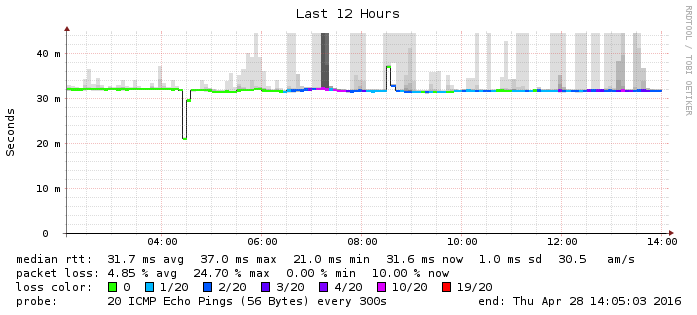 Last 12 Hours
RRDTOOL / TOBI OETIKER
Seconds
40 m
30 m
20 m
10 m
0
04:00 06:00 08:00 10:00 12:00 14:00
median rtt: 31.7 ms avg 37.0 ms max 21.0 ms min 31.6 ms now 1.0 ms sd 30.5 am/s
packet loss: 4.85 % avg 24.70 % max 0.00 % min 10.00 % now
loss color: 0 1/20 2/20 3/20 4/20 10/20 19/20
probe: 20 ICMP Echo Pings (56 Bytes) every 300s end: Thu Apr 28 14:05:03 2016